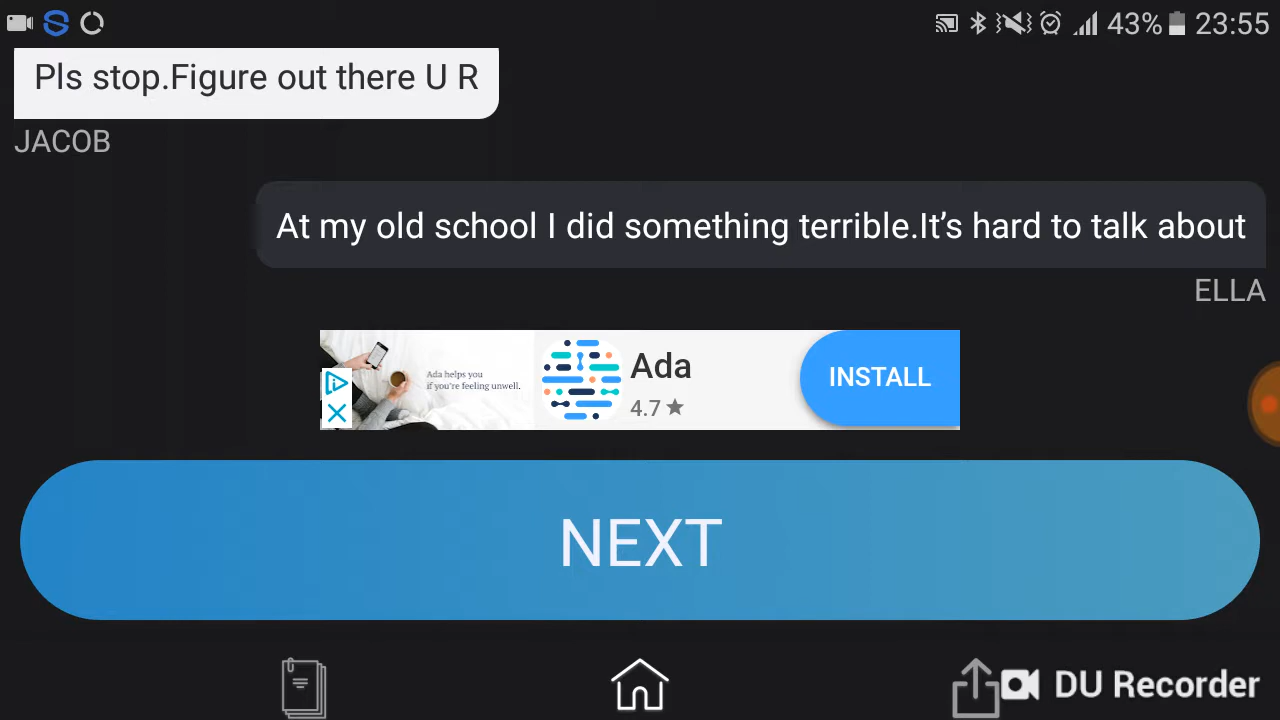 43% 23:55
Pls stop.Figure out there U R
JACOB
At my old school I did something terrible.It’s hard to talk about
ELLA
Ada helps you
if you're feeling unwell.
Ada
4.7 ★
INSTALL
NEXT
DU Recorder